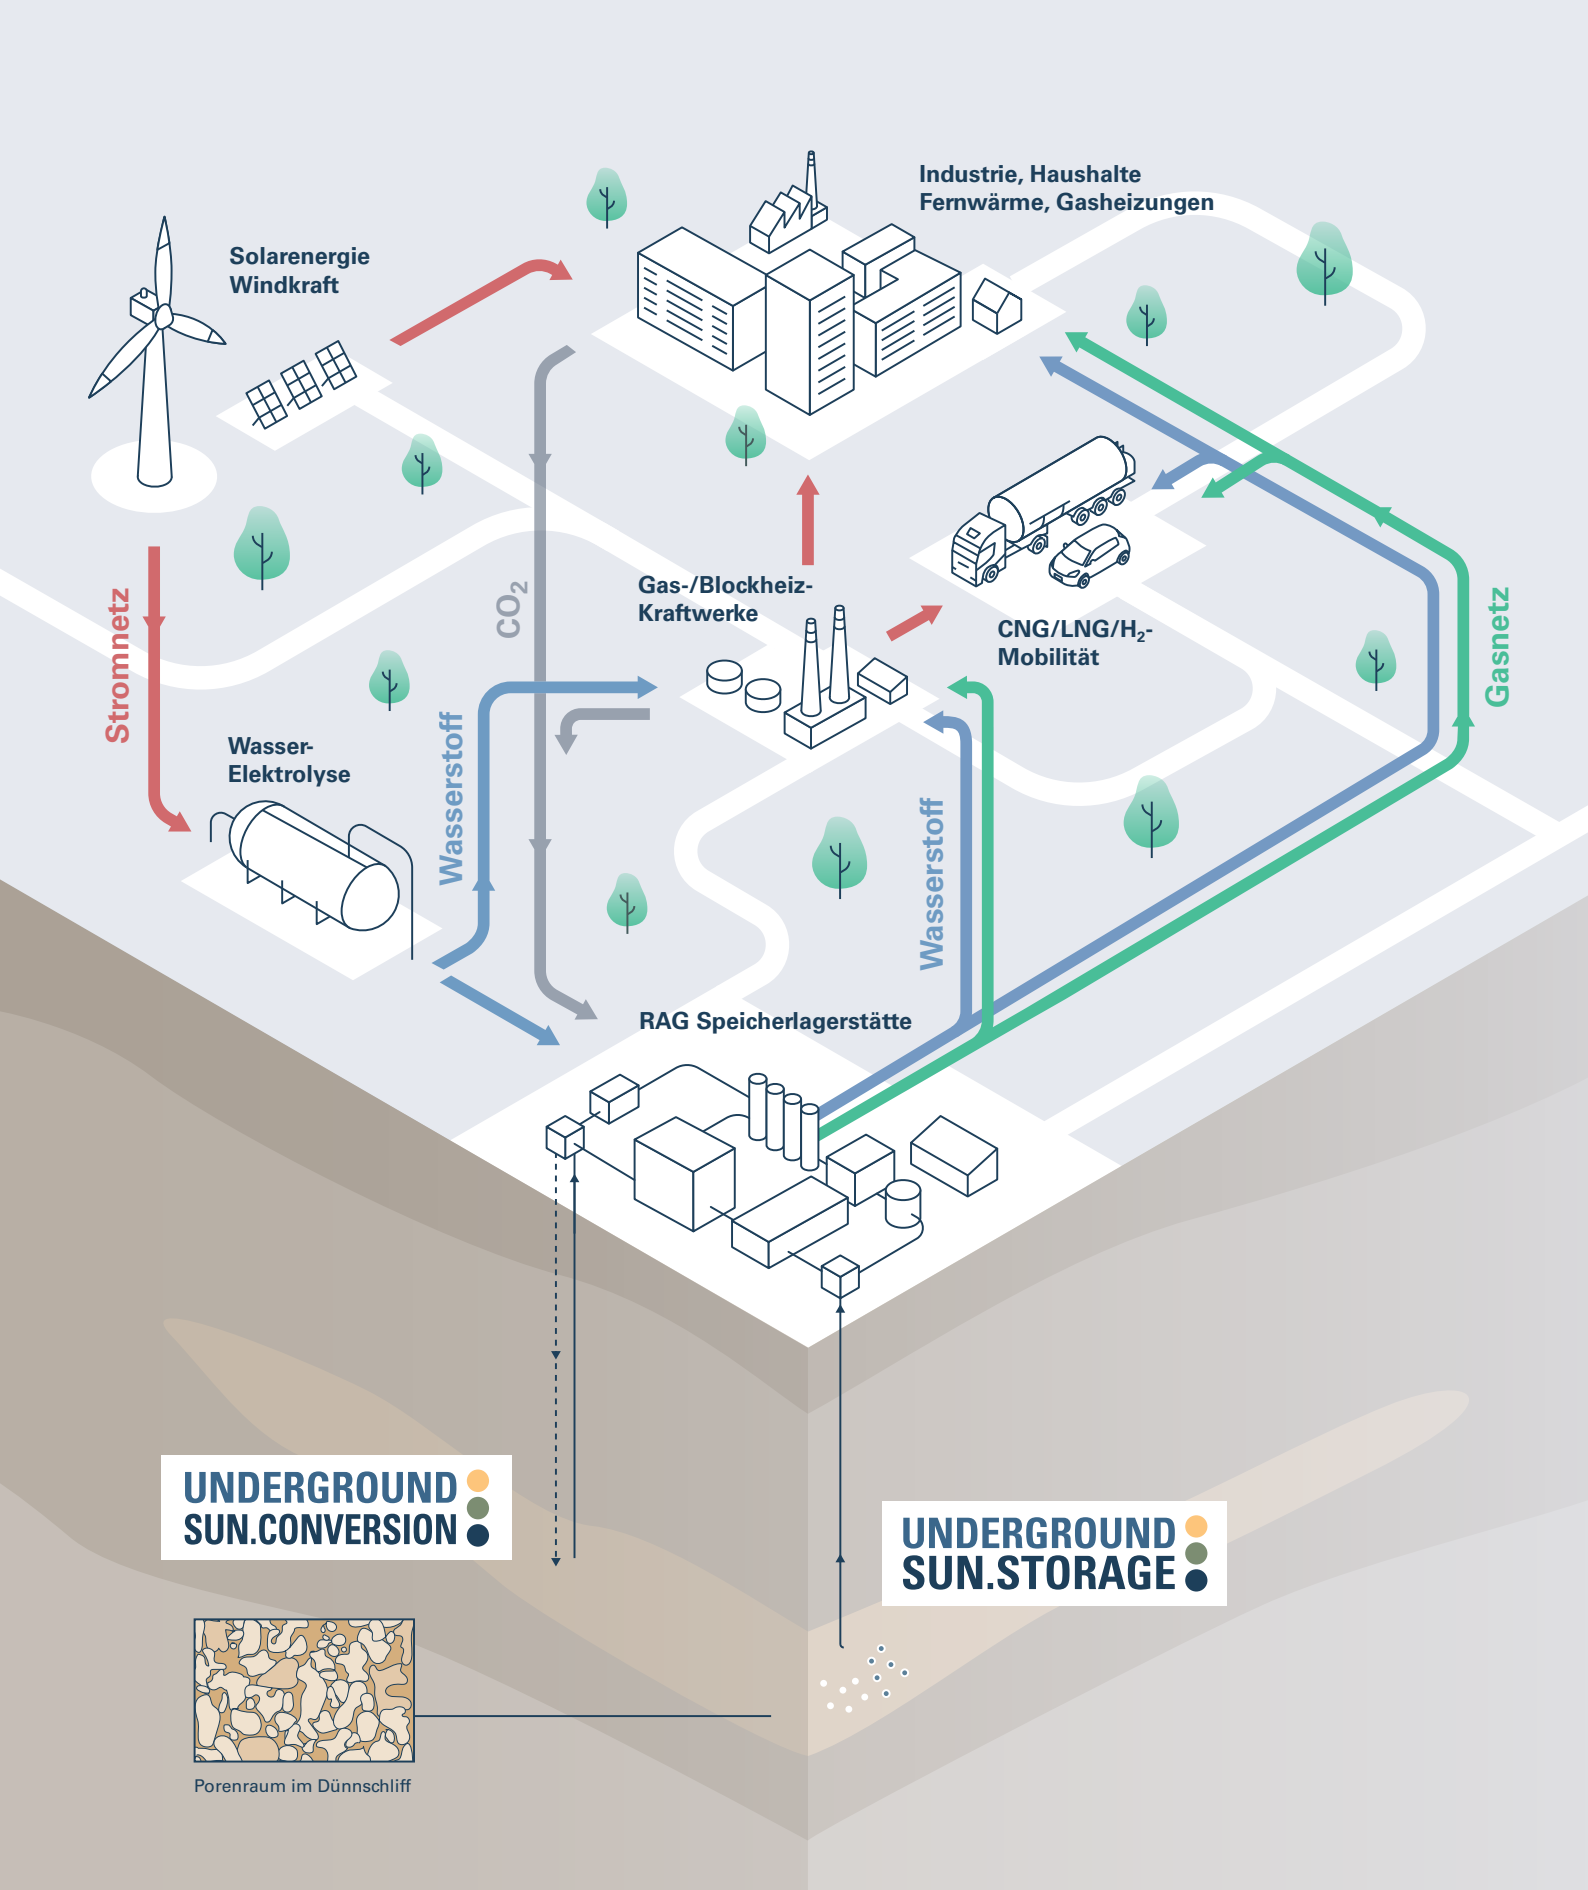 Industrie, Haushalte
Fernwärme, Gasheizungen
Solarenergie
Windkraft
Stromnetz
CO₂
Gas-/Blockheiz-
Kraftwerke
CNG/LNG/H₂-
Mobilität
Gasnetz
Wasser-
Elektrolyse
Wasserstoff
Wasserstoff
RAG Speicherlagerstätte
UNDERGROUND
SUN.CONVERSION
UNDERGROUND
SUN.STORAGE
Porenraum im Dünnschliff